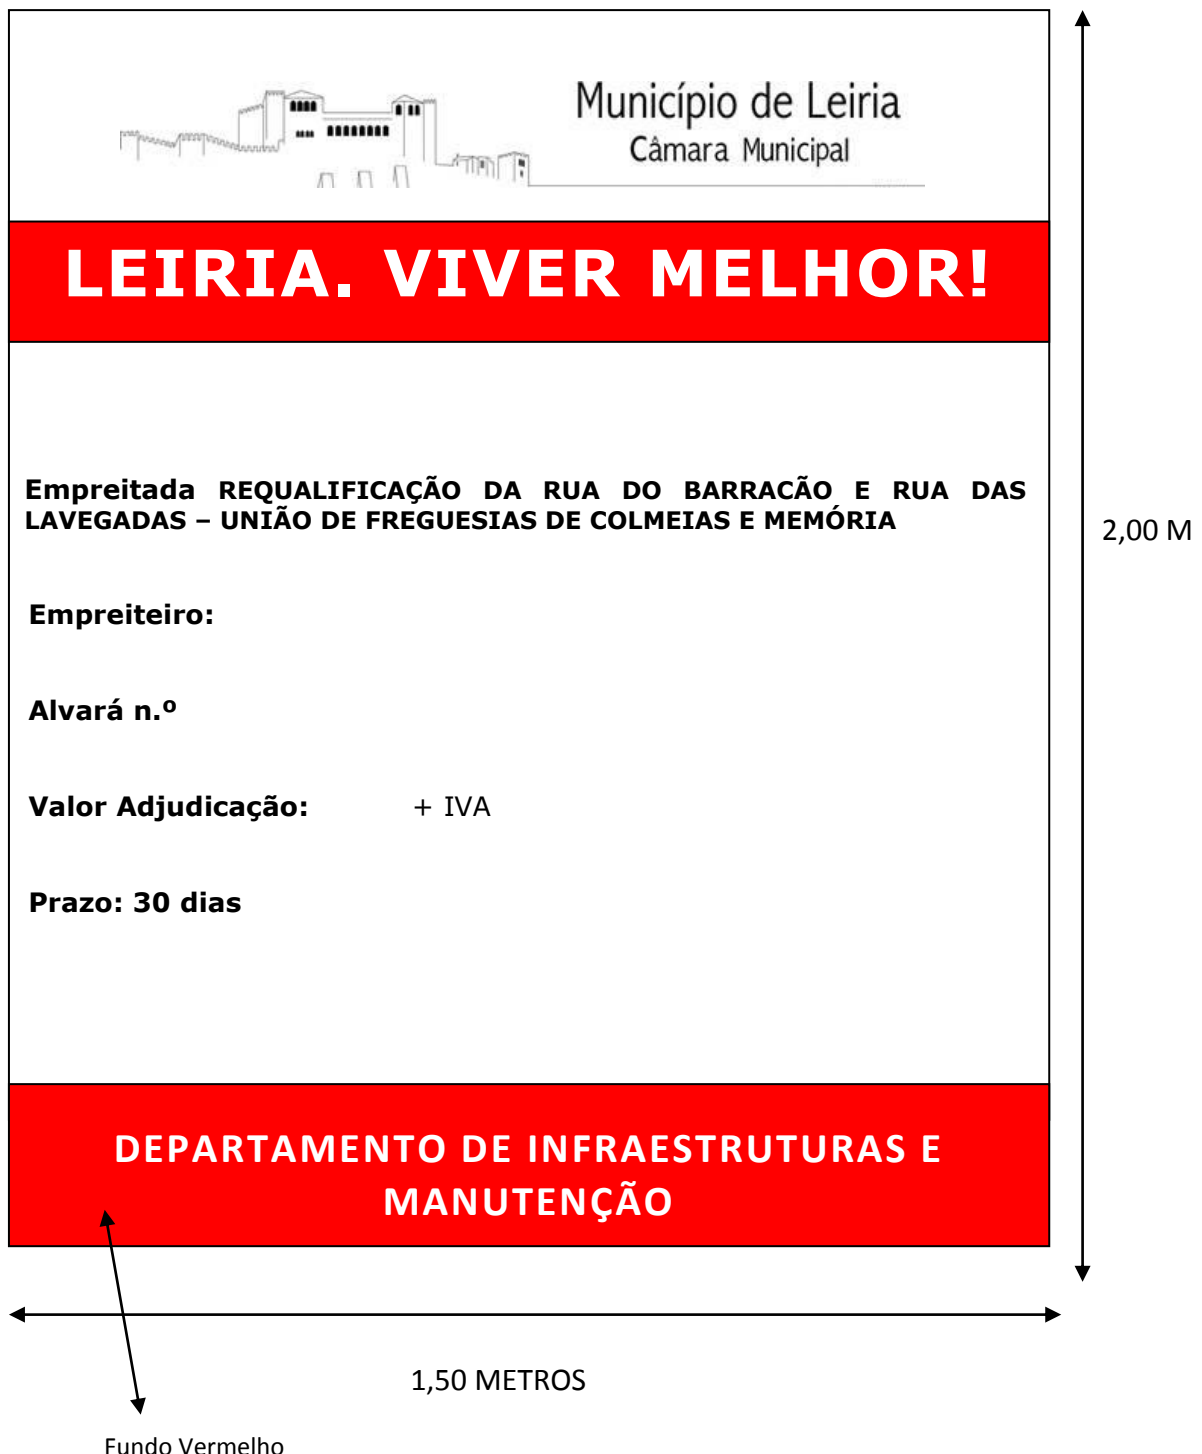 Município de Leiria
Câmara Municipal
LEIRIA. VIVER MELHOR!
Empreitada REQUALIFICAÇÃO DA RUA DO BARRACÃO E RUA DAS
LAVEGADAS – UNIÃO DE FREGUESIAS DE COLMEIAS E MEMÓRIA
2,00 M
Empreiteiro:
Alvará n.º
Valor Adjudicação: + IVA
Prazo: 30 dias
DEPARTAMENTO DE INFRAESTRUTURAS E
MANUTENÇÃO
1,50 METROS
Fundo Vermelho